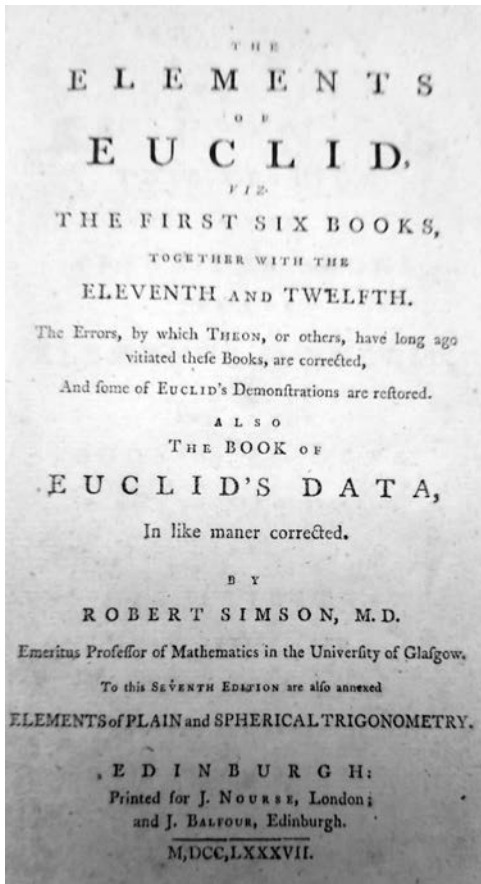 THE
ELEMENTS
OF
EUCLID,
VIZ.
THE FIRST SIX BOOKS,
TOGETHER WITH THE
ELEVENTH AND TWELFTH.
The Errors, by which THEON, or others, have long ago
vitiated theſe Books, are corrected,
And ſome of EUCLID's Demonſtrations are reſtored.
ALSO
THE BOOK OF
EUCLID'S DATA,
In like maner corrected.
BY
ROBERT SIMSON, M.D.
Emeritus Profeſſor of Mathematics in the Univerſity of Glaſgow.
To this SEVENTH EDITION are alſo annexed
ELEMENTS of PLAIN and SPHERICAL TRIGONOMETRY.
EDINBURGH:
Printed for J. NOURSE, London;
and J. BALFOUR, Edinburgh.
M,DCC,LXXXVII.